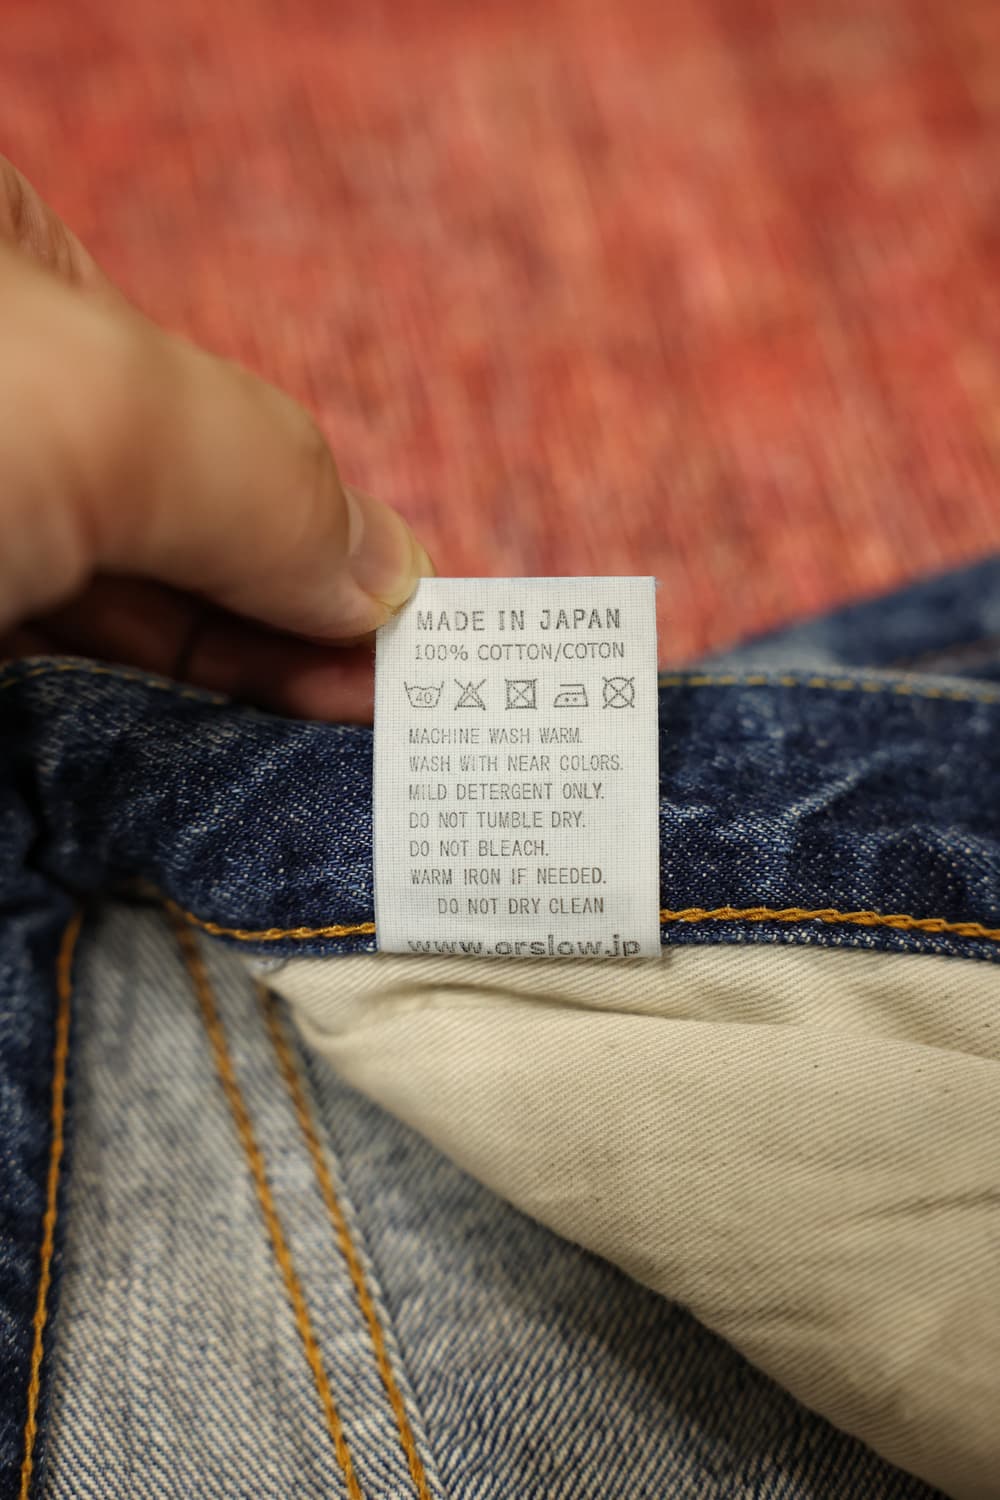 MADE IN JAPAN
100% COTTON/COTON
40
MACHINE WASH WARM.
WASH WITH NEAR COLORS.
MILD DETERGENT ONLY.
DO NOT TUMBLE DRY.
DO NOT BLEACH.
WARM IRON IF NEEDED.
DO NOT DRY CLEAN
www.orslow.jp